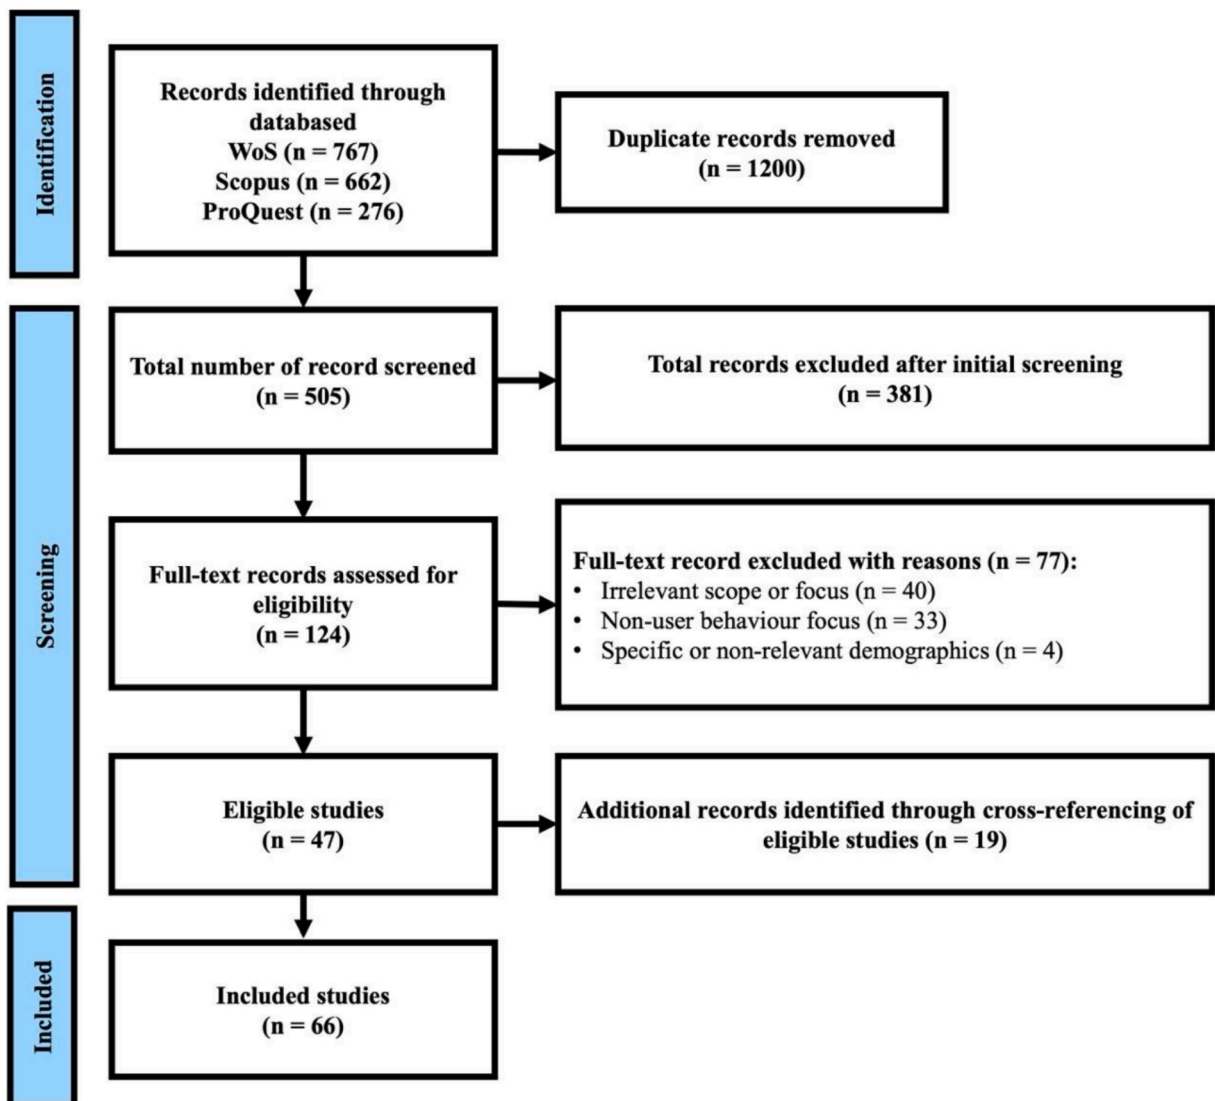 Identification
Records identified through
databased
WoS (n = 767)
Scopus (n = 662)
ProQuest (n = 276)
Duplicate records removed
(n = 1200)
Screening
Total number of record screened
(n = 505)
Total records excluded after initial screening
(n = 381)
Full-text records assessed for
eligibility
(n = 124)
Full-text record excluded with reasons (n = 77):
• Irrelevant scope or focus (n = 40)
• Non-user behaviour focus (n = 33)
• Specific or non-relevant demographics (n = 4)
Eligible studies
(n = 47)
Additional records identified through cross-referencing of
eligible studies (n = 19)
Included
Included studies
(n = 66)